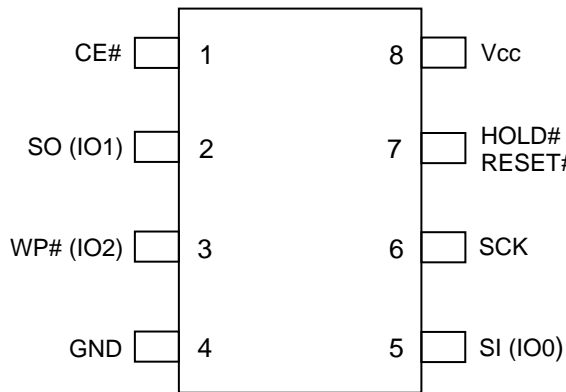 CE# 1 8 Vcc
SO (IO1) 2 7 HOLD#
RESET#
WP# (IO2) 3 6 SCK
GND 4 5 SI (IO0)